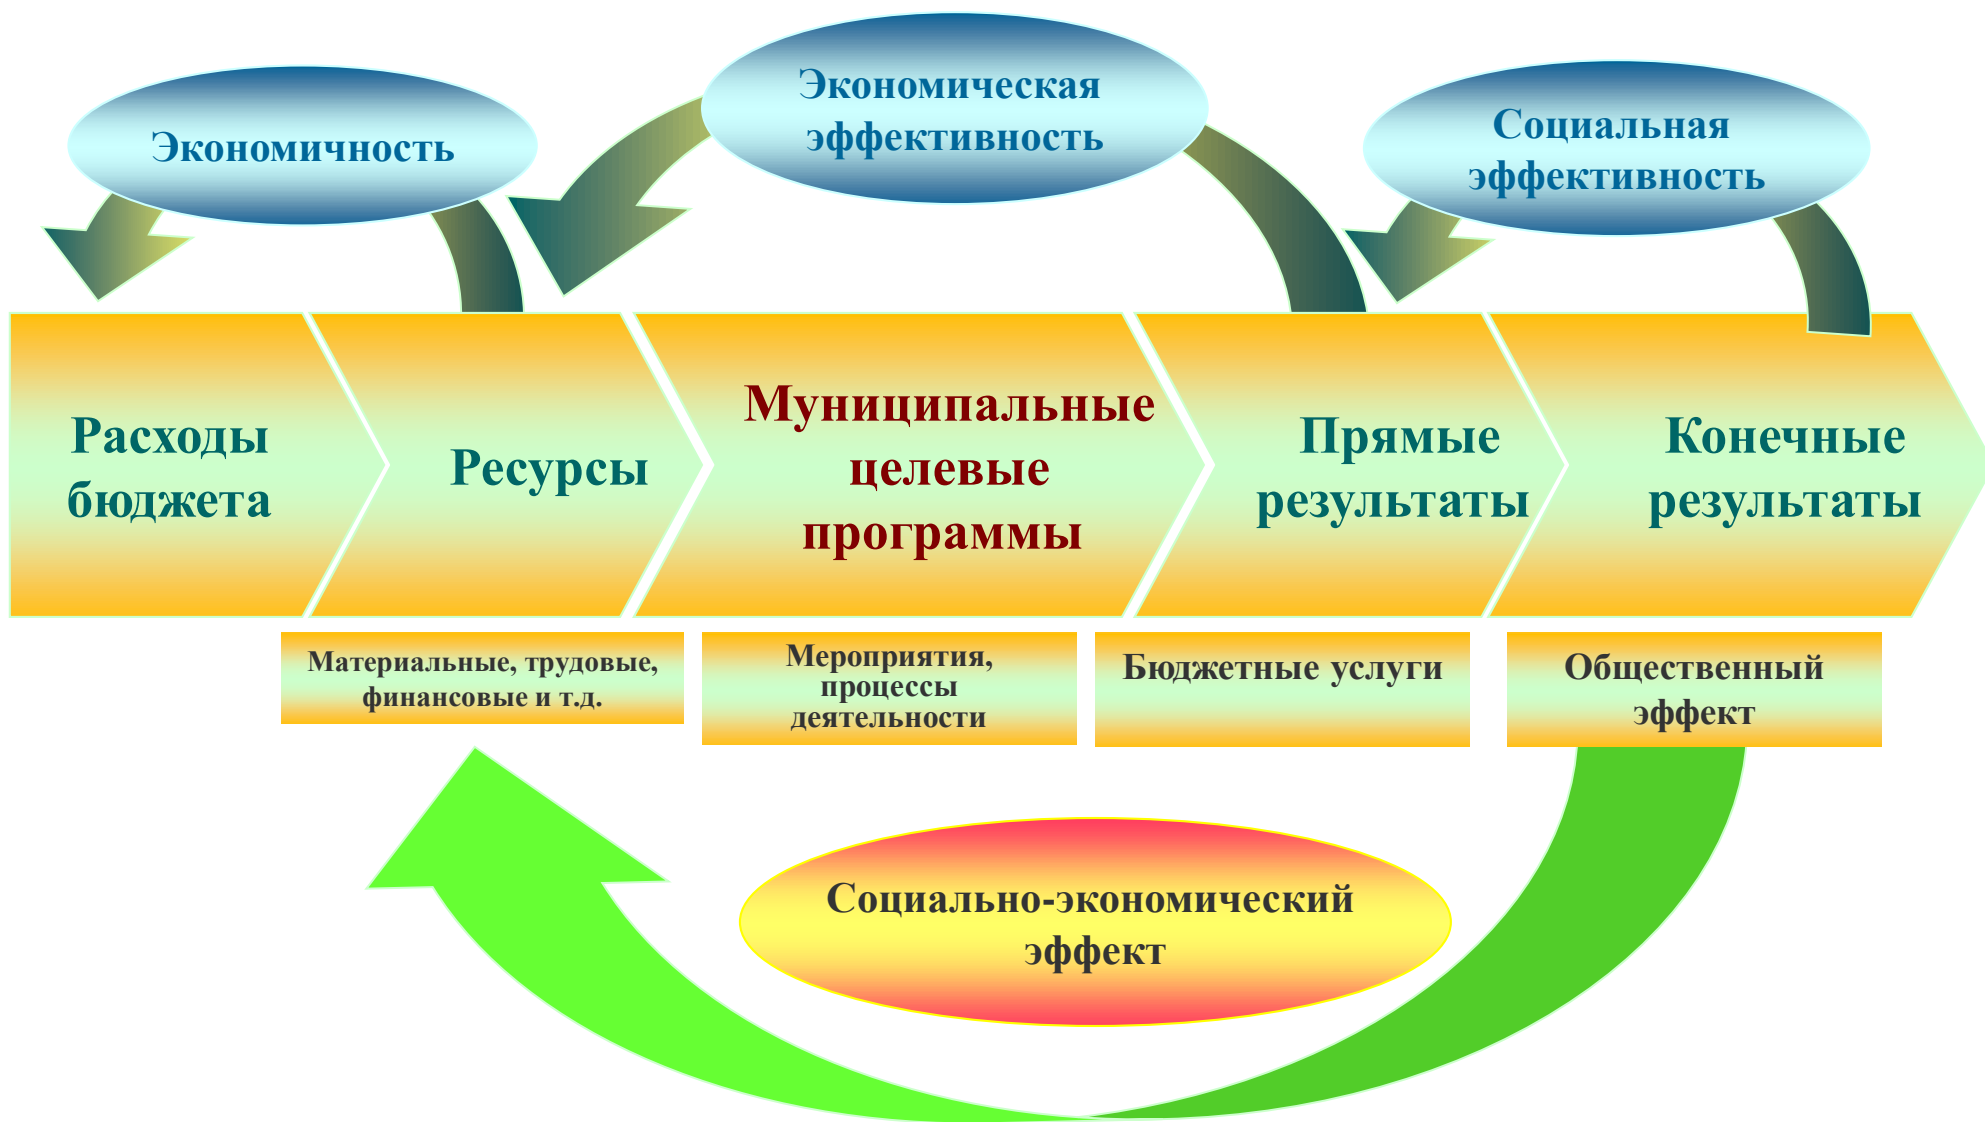 Экономичность
Экономическая
эффективность
Социальная
эффективность
Расходы
бюджета
Ресурсы
Муниципальные
целевые
программы
Прямые
результаты
Конечные
результаты
Материальные, трудовые,
финансовые и т.д.
Мероприятия,
процессы
деятельности
Бюджетные услуги
Общественный
эффект
Социально-экономический
эффект